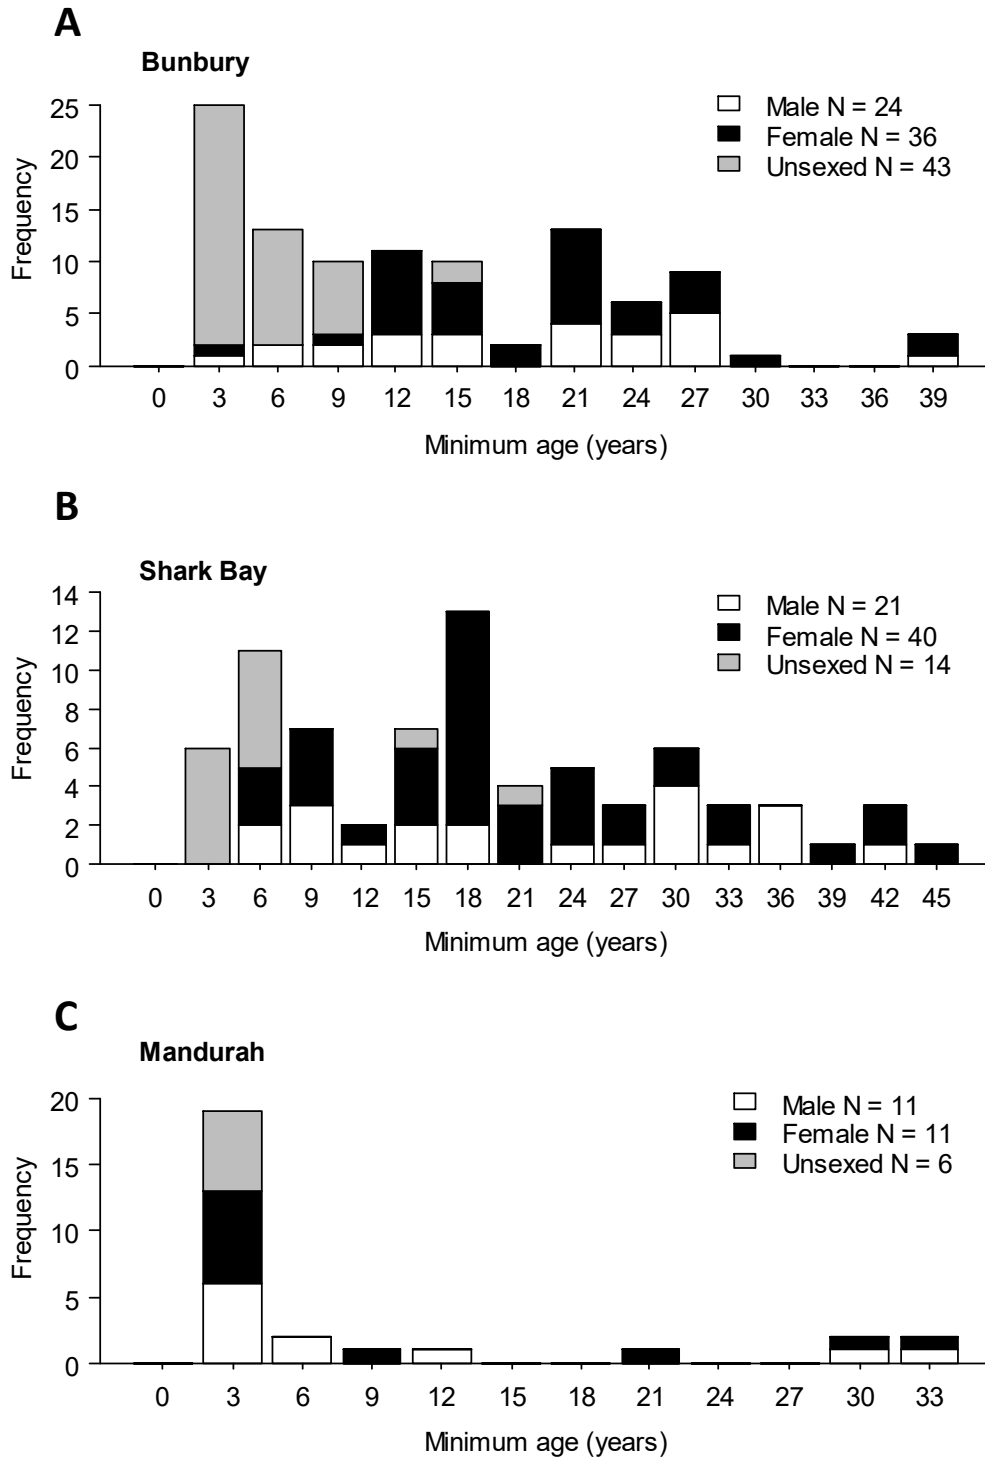 A
Bunbury
Male N = 24
Female N = 36
Unsexed N = 43
25
20
15
10
5
0
Frequency
0 3 6 9 12 15 18 21 24 27 30 33 36 39
Minimum age (years)
B
Shark Bay
Male N = 21
Female N = 40
Unsexed N = 14
14
12
10
8
6
4
2
0
Frequency
0 3 6 9 12 15 18 21 24 27 30 33 36 39 42 45
Minimum age (years)
C
Mandurah
Male N = 11
Female N = 11
Unsexed N = 6
20
15
10
5
0
Frequency
0 3 6 9 12 15 18 21 24 27 30 33
Minimum age (years)